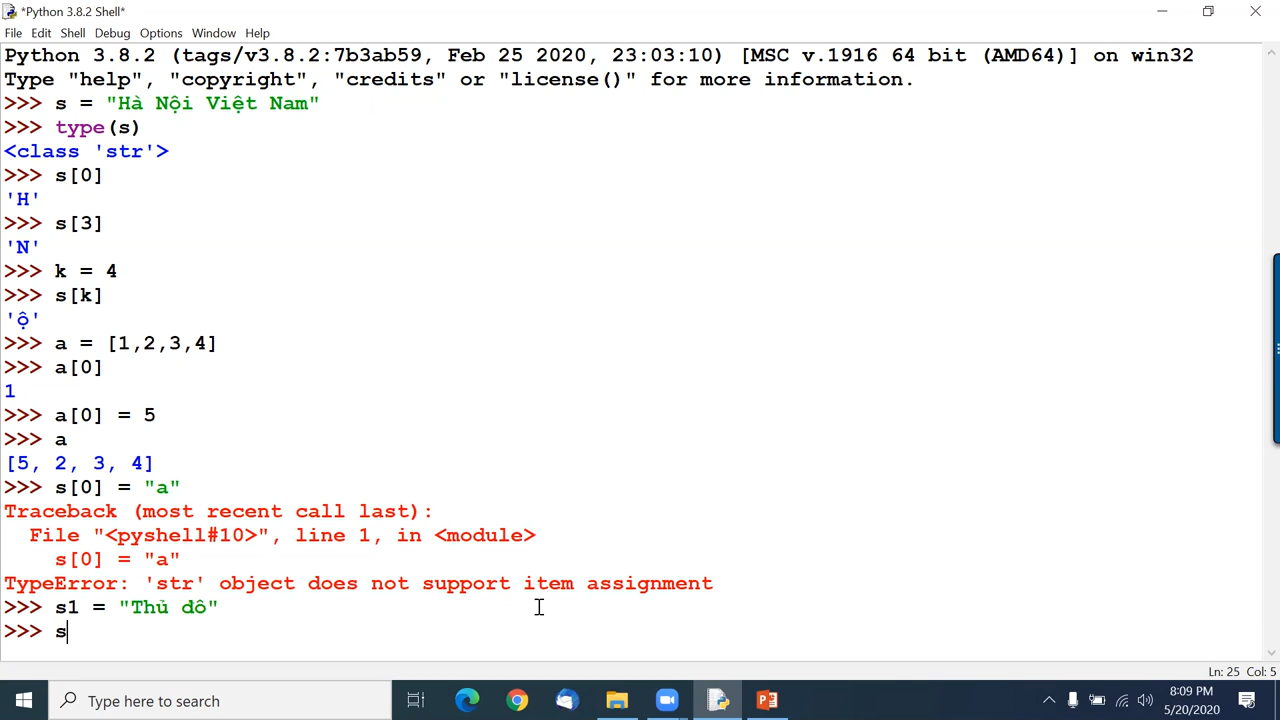 *Python 3.8.2 Shell*
File Edit Shell Debug Options Window Help
Python 3.8.2 (tags/v3.8.2:7b3ab59, Feb 25 2020, 23:03:10) [MSC v.1916 64 bit (AMD64)] on win32
Type "help", "copyright", "credits" or "license()" for more information.
>>> s = "Hà Nội Việt Nam"
>>> type(s)
<class 'str'>
>>> s[0]
'H'
>>> s[3]
'N'
>>> k = 4
>>> s[k]
'ộ'
>>> a = [1,2,3,4]
>>> a[0]
1
>>> a[0] = 5
>>> a
[5, 2, 3, 4]
>>> s[0] = "a"
Traceback (most recent call last):
  File "<pyshell#10>", line 1, in <module>
    s[0] = "a"
TypeError: 'str' object does not support item assignment
>>> s1 = "Thủ đô"
>>> s
Ln: 25 Col: 5
Type here to search
8:09 PM
5/20/2020